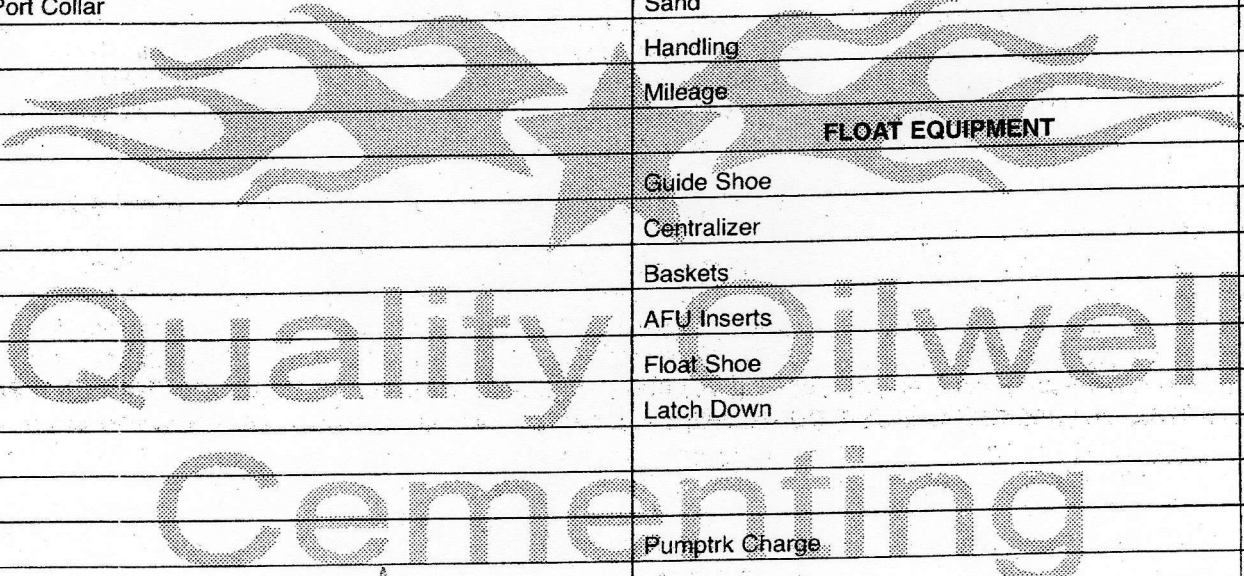 Port Collar
Sand
Handling
Mileage
FLOAT EQUIPMENT
Guide Shoe
Centralizer
Baskets
AFU Inserts
Float Shoe
Latch Down
Pumptrk Charge
Quality Oilwell
Cementing